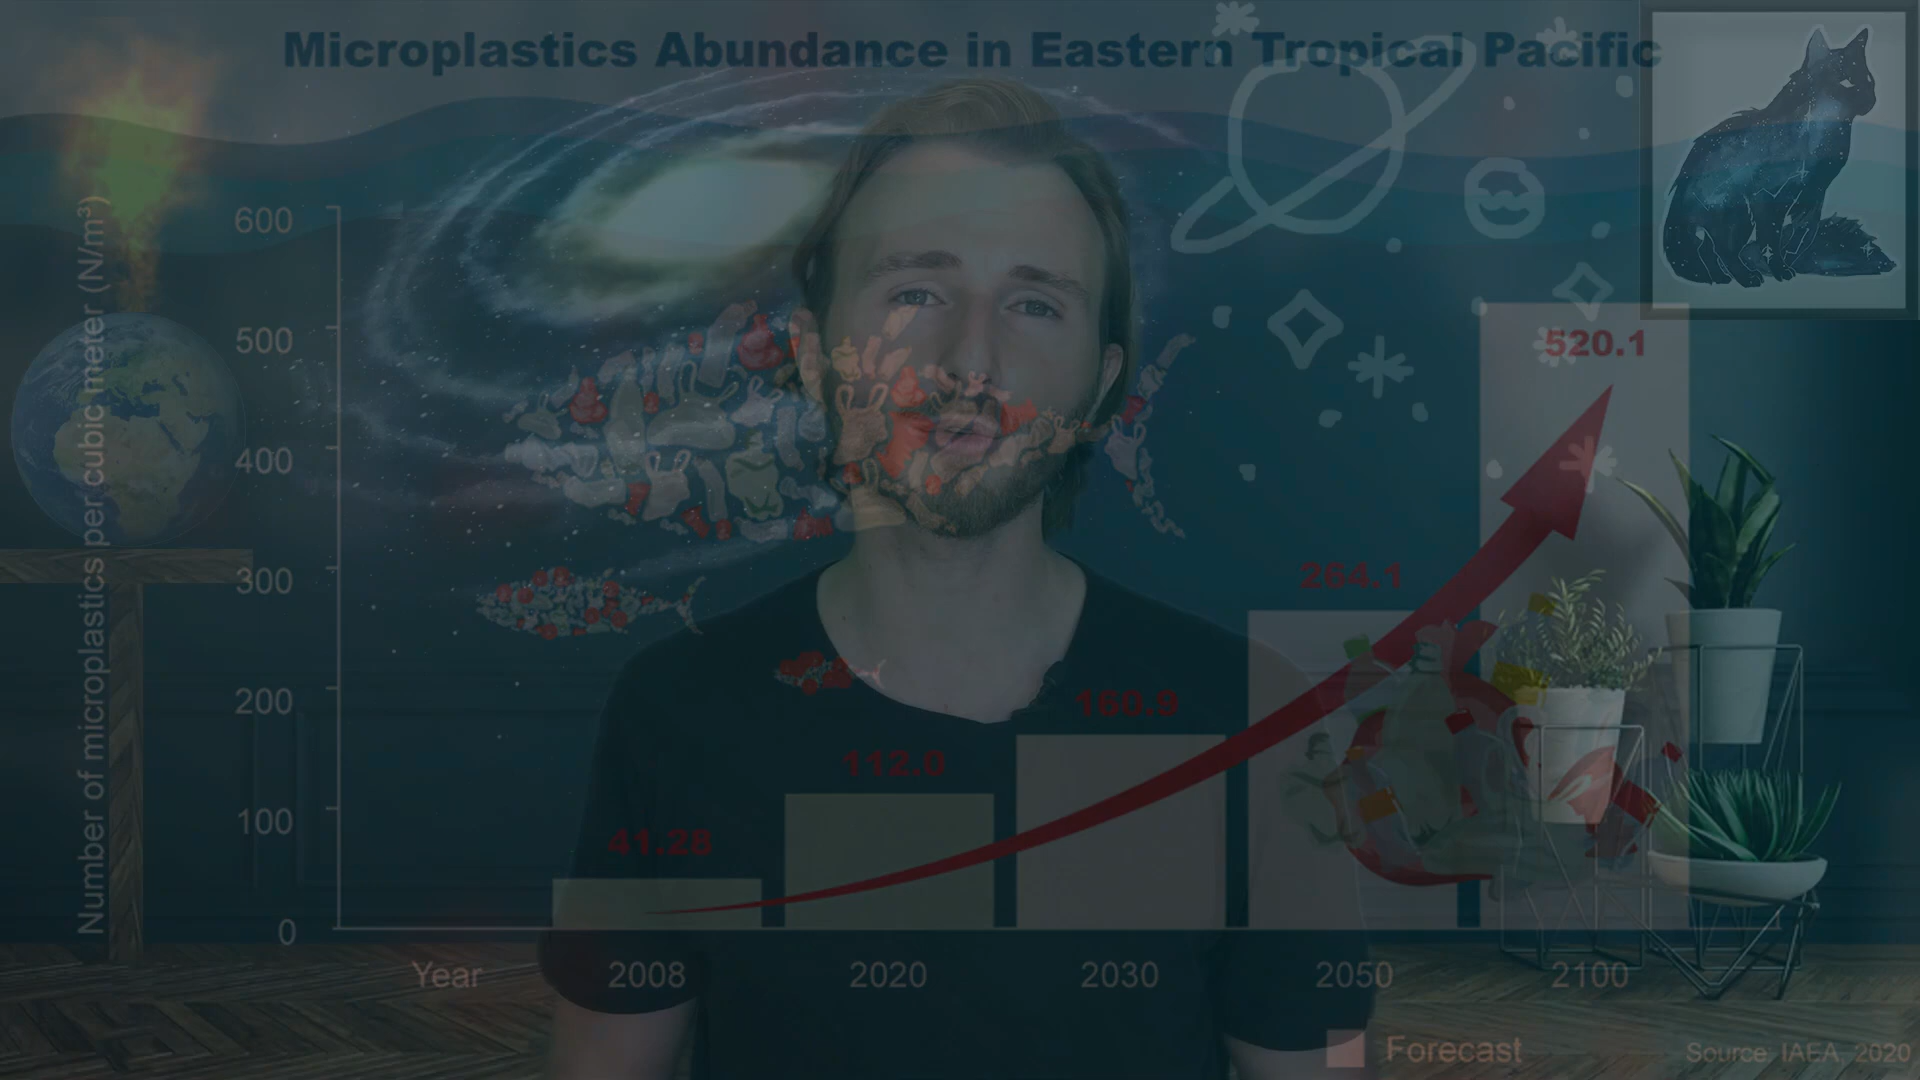 Microplastics Abundance in Eastern Tropical Pacific
Number of microplastics per cubic meter (N/m³)
600
500
400
300
200
100
0
41.28
112.0
160.9
264.1
520.1
Year 2008 2020 2030 2050 2100
Forecast
Source: IAEA, 2020